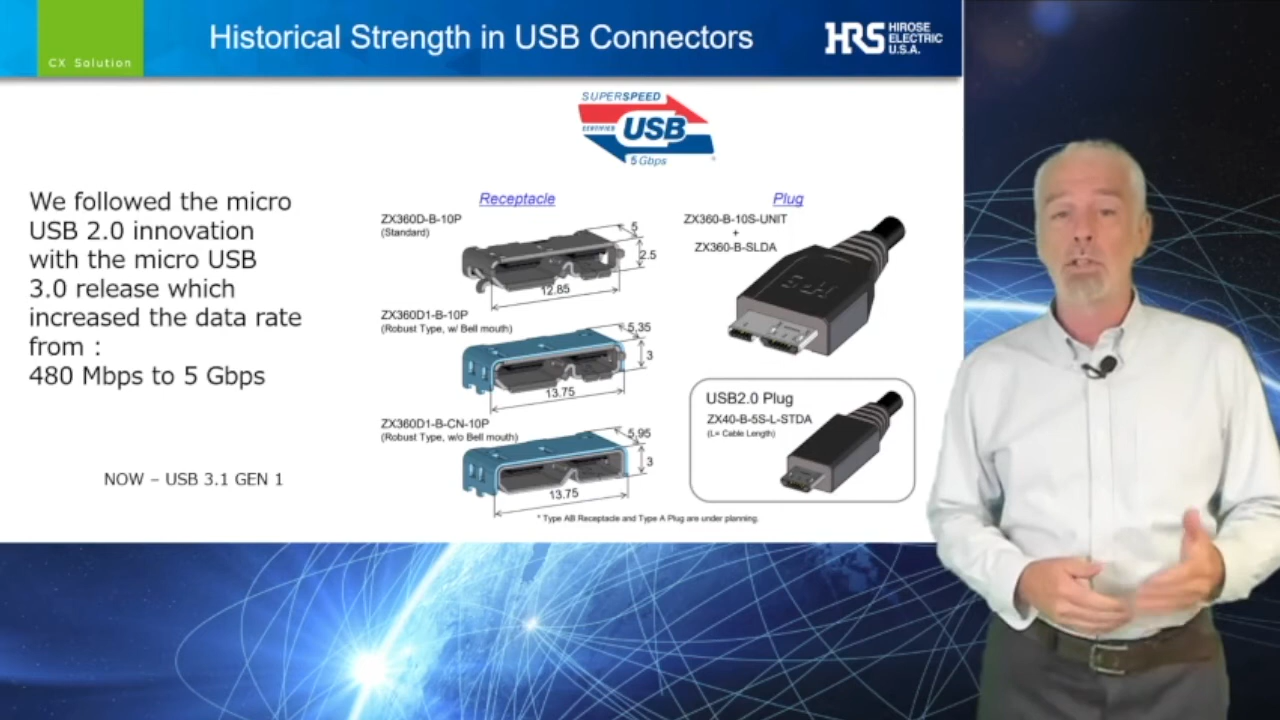 CX Solution
Historical Strength in USB Connectors
HRS HIROSE
ELECTRIC
U.S.A.
SUPERSPEED
CERTIFIED USB
5 Gbps
We followed the micro
USB 2.0 innovation
with the micro USB
3.0 release which
increased the data rate
from :
480 Mbps to 5 Gbps
NOW – USB 3.1 GEN 1
Receptacle
ZX360D-B-10P
(Standard)
5
2.5
12.85
ZX360D1-B-10P
(Robust Type, w/ Bell mouth)
5.35
3
13.75
ZX360D1-B-CN-10P
(Robust Type, w/o Bell mouth)
5.95
3
13.75
Plug
ZX360-B-10S-UNIT
+
ZX360-B-SLDA
HRS
USB2.0 Plug
ZX40-B-5S-L-STDA
(L= Cable Length)
* Type AB Receptacle and Type A Plug are under planning.